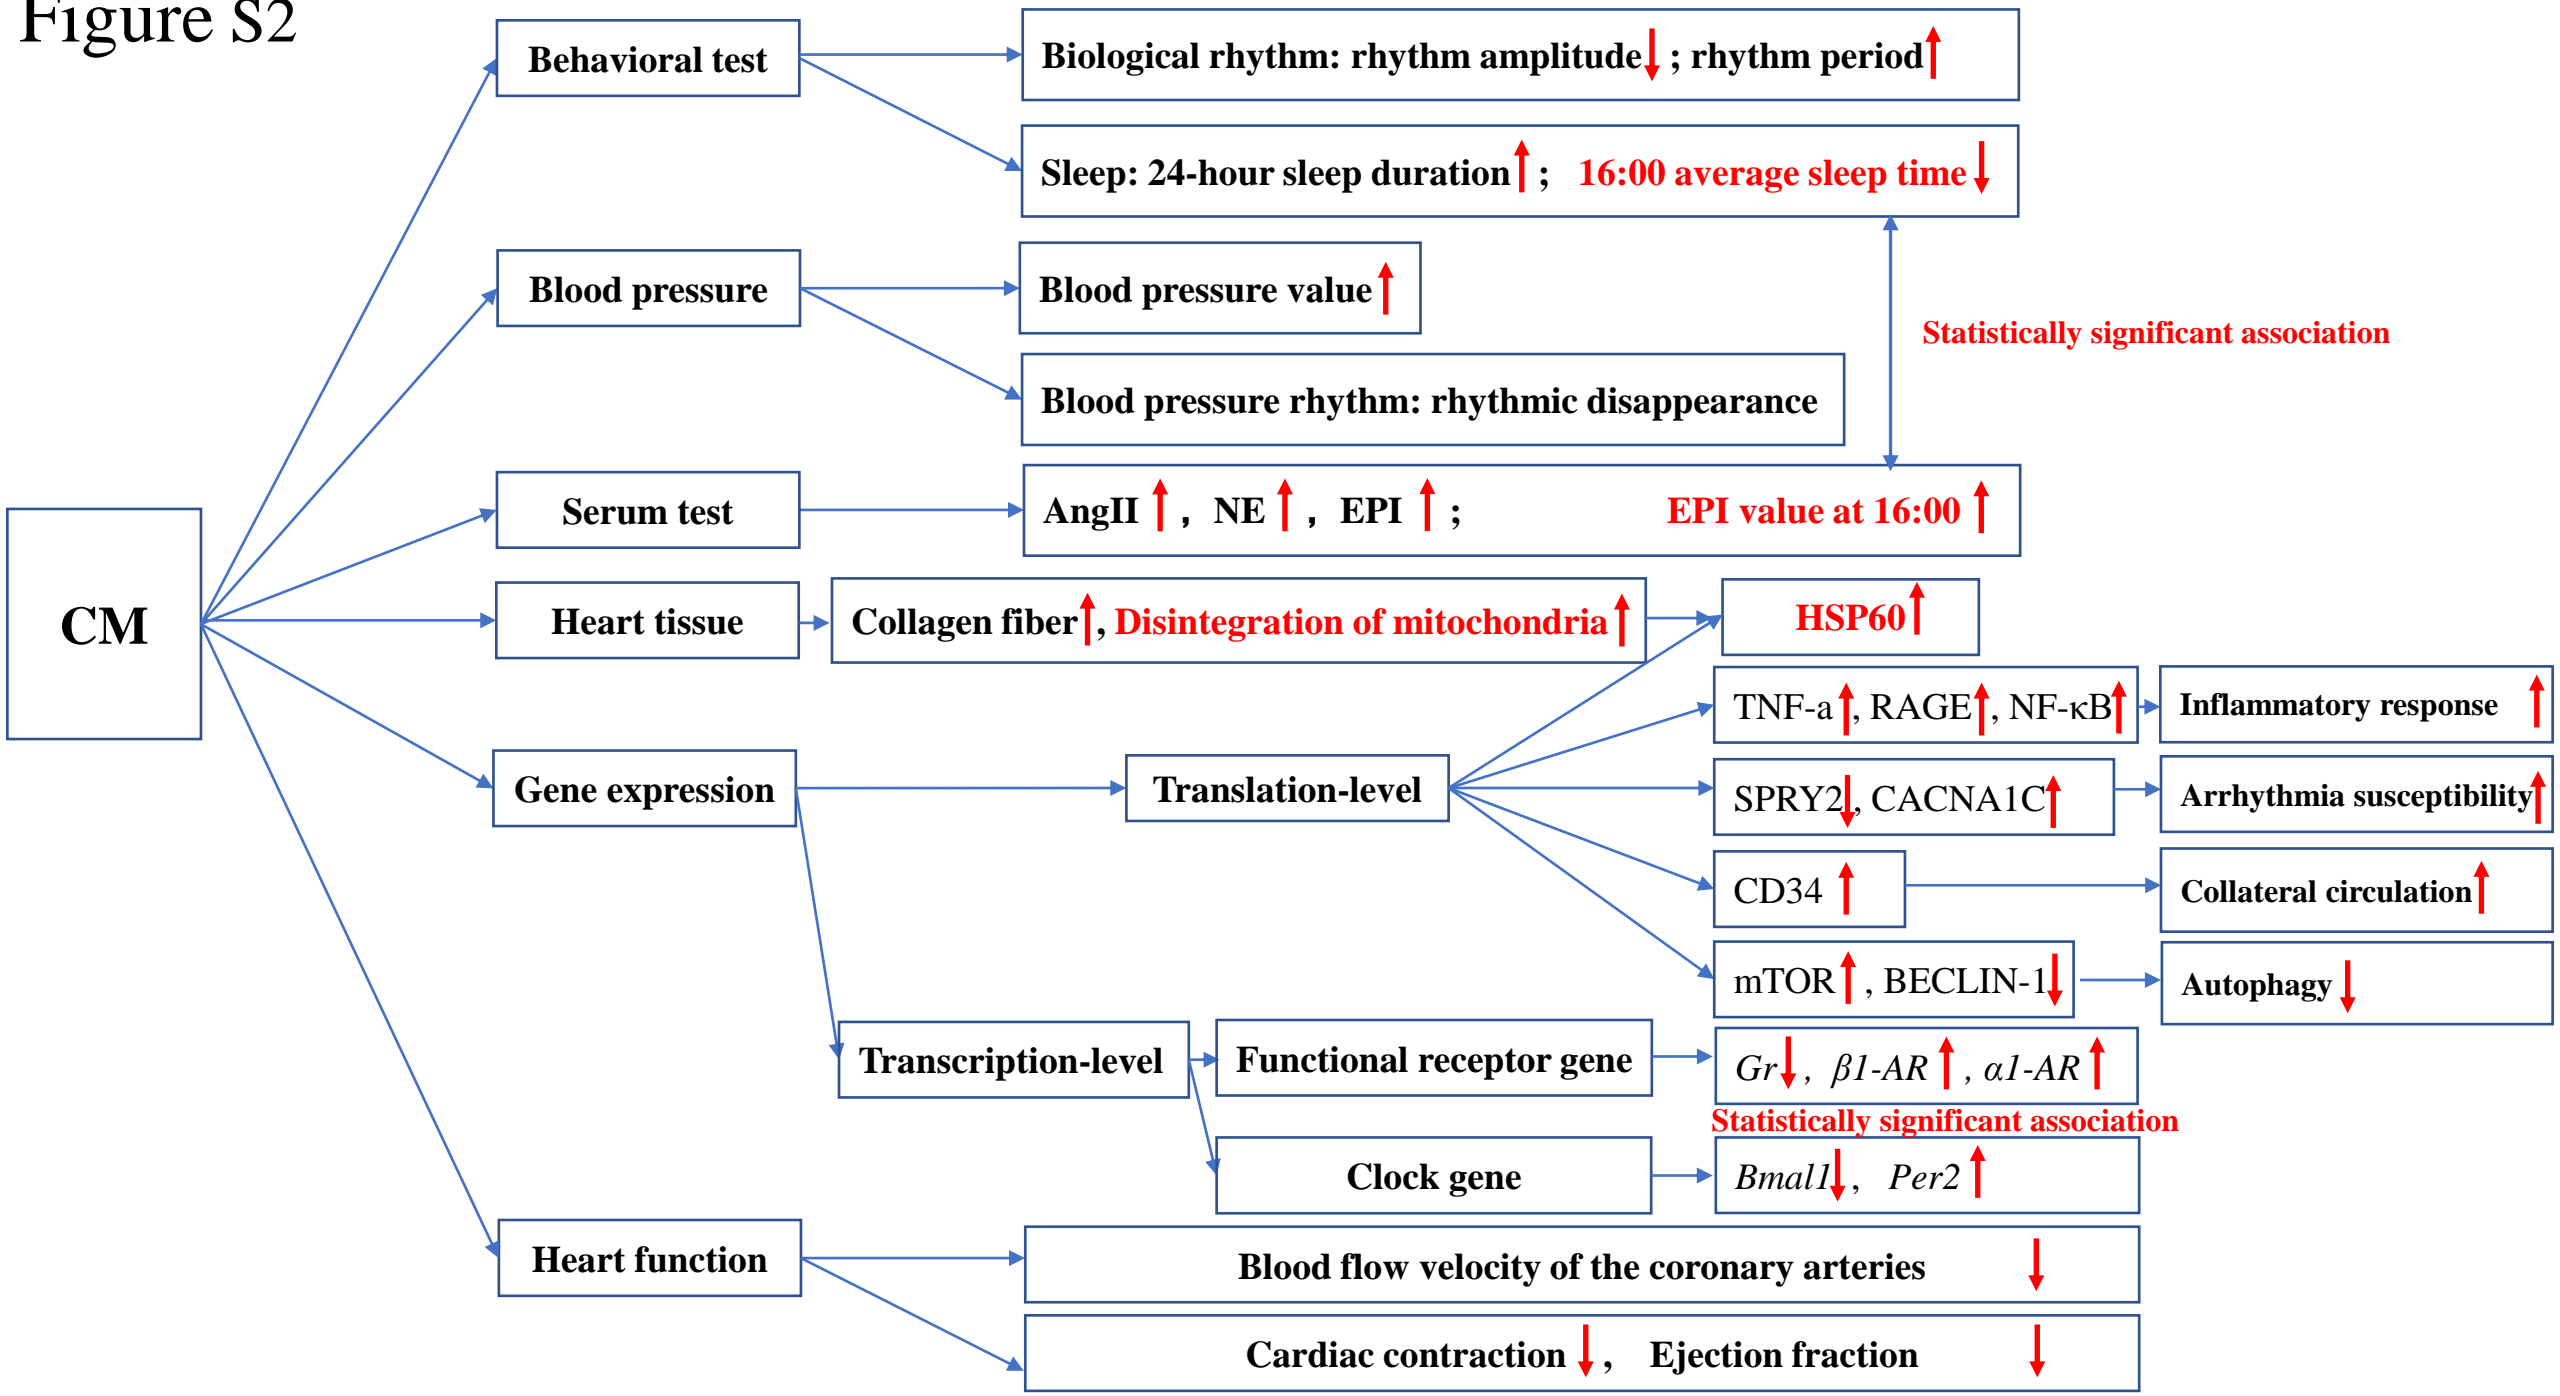 Figure S2
Behavioral test
Biological rhythm: rhythm amplitude↓ ; rhythm period↑
Sleep: 24-hour sleep duration↑ ; 16:00 average sleep time↓
Blood pressure
Blood pressure value↑
Statistically significant association
Blood pressure rhythm: rhythmic disappearance
Serum test
AngII ↑ , NE ↑ , EPI ↑ ; EPI value at 16:00 ↑
CM
Heart tissue
Collagen fiber↑, Disintegration of mitochondria↑
HSP60↑
TNF-a↑, RAGE↑, NF-κB↑
Inflammatory response ↑
Gene expression
Translation-level
SPRY2↓, CACNA1C↑
Arrhythmia susceptibility↑
CD34 ↑
Collateral circulation↑
mTOR↑ , BECLIN-1↓
Autophagy↓
Transcription-level
Functional receptor gene
Gr↓, β1-AR ↑ , α1-AR ↑
Statistically significant association
Clock gene
Bmal1↓, Per2 ↑
Heart function
Blood flow velocity of the coronary arteries ↓
Cardiac contraction ↓ , Ejection fraction ↓